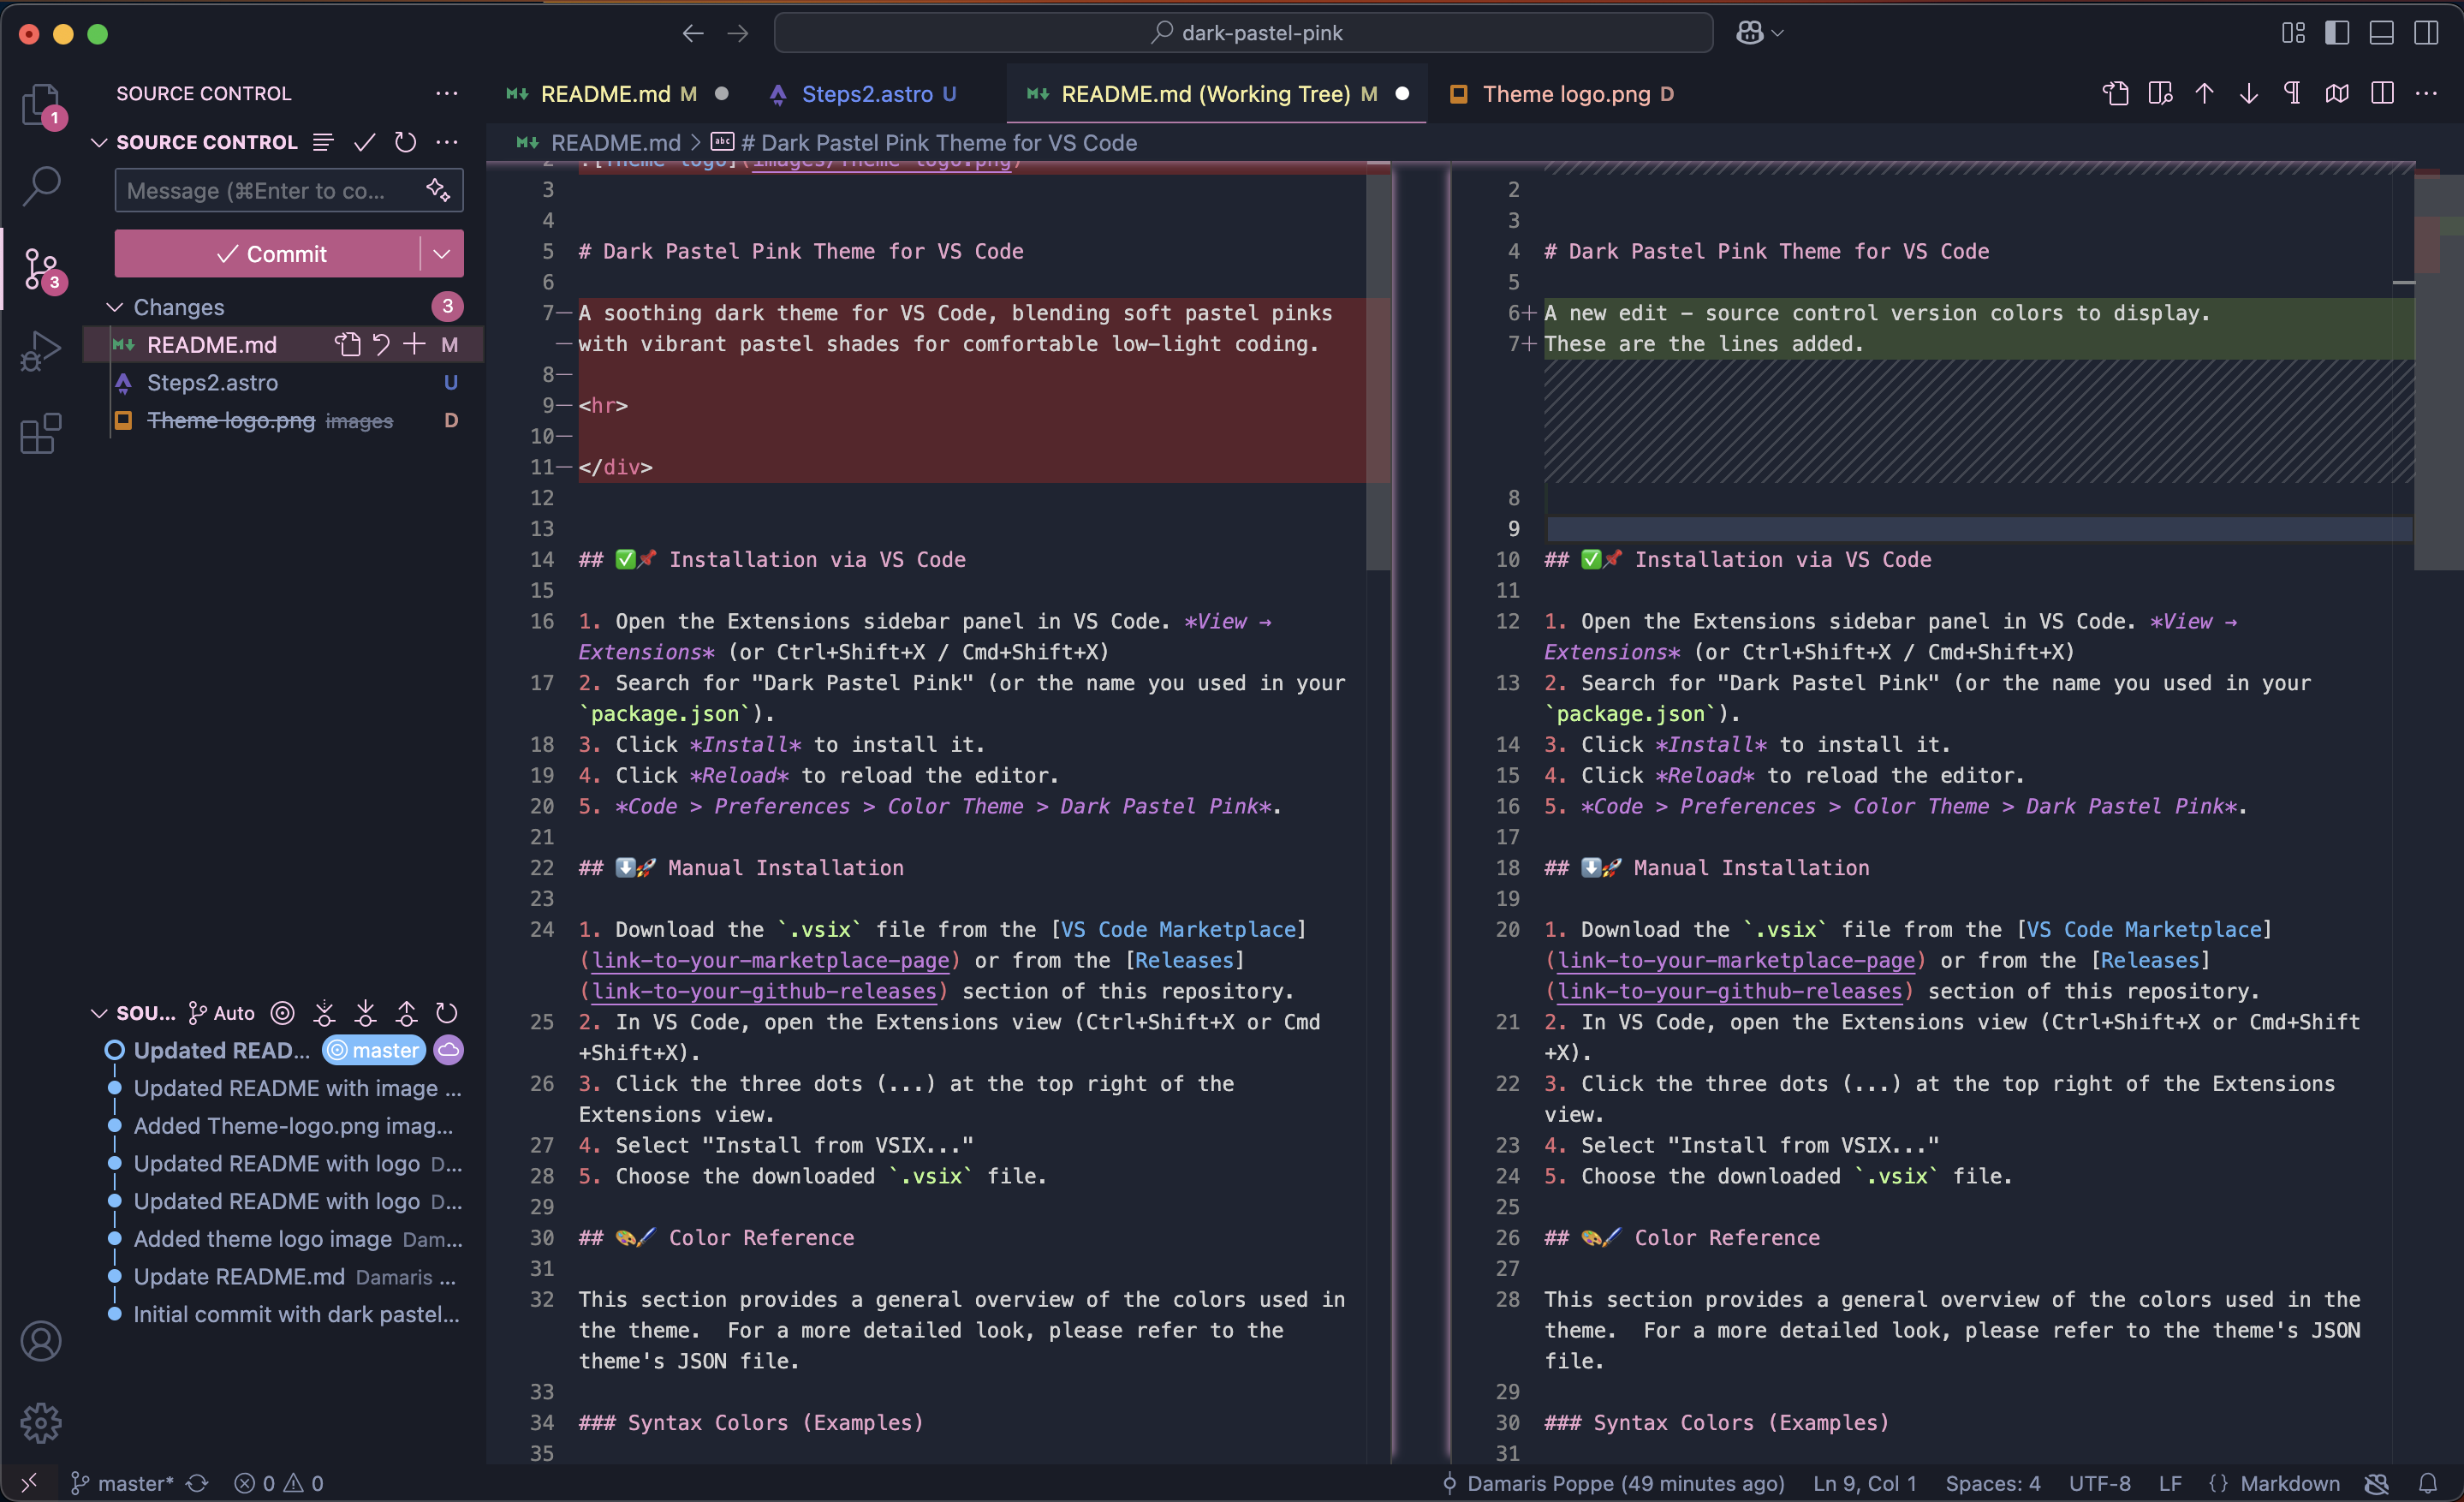 dark-pastel-pink
1
3
SOURCE CONTROL
SOURCE CONTROL
Message (⌘Enter to co...
Commit
Changes 3
README.md M
Steps2.astro U
Theme logo.png images D
SOU... Auto
Updated READ... master
Updated README with image ...
Added Theme-logo.png imag...
Updated README with logo D...
Updated README with logo D...
Added theme logo image Dam...
Update README.md Damaris ...
Initial commit with dark pastel...
README.md M
Steps2.astro U
README.md (Working Tree) M
Theme logo.png D
README.md > # Dark Pastel Pink Theme for VS Code
2 ![Theme logo](images/Theme-logo.png)
3
4
5 # Dark Pastel Pink Theme for VS Code
6
7— A soothing dark theme for VS Code, blending soft pastel pinks
— with vibrant pastel shades for comfortable low-light coding.
8—
9— <hr>
10—
11— </div>
12
13
14 ## ✅📌 Installation via VS Code
15
16 1. Open the Extensions sidebar panel in VS Code. *View →
Extensions* (or Ctrl+Shift+X / Cmd+Shift+X)
17 2. Search for "Dark Pastel Pink" (or the name you used in your
`package.json`).
18 3. Click *Install* to install it.
19 4. Click *Reload* to reload the editor.
20 5. *Code > Preferences > Color Theme > Dark Pastel Pink*.
21
22 ## ⬇️🚀 Manual Installation
23
24 1. Download the `.vsix` file from the [VS Code Marketplace]
(link-to-your-marketplace-page) or from the [Releases]
(link-to-your-github-releases) section of this repository.
25 2. In VS Code, open the Extensions view (Ctrl+Shift+X or Cmd
+Shift+X).
26 3. Click the three dots (...) at the top right of the
Extensions view.
27 4. Select "Install from VSIX..."
28 5. Choose the downloaded `.vsix` file.
29
30 ## 🎨🖌️ Color Reference
31
32 This section provides a general overview of the colors used in
the theme.  For a more detailed look, please refer to the
theme's JSON file.
33
34 ### Syntax Colors (Examples)
35
2
3
4 # Dark Pastel Pink Theme for VS Code
5
6+ A new edit - source control version colors to display.
7+ These are the lines added.
8
9
10 ## ✅📌 Installation via VS Code
11
12 1. Open the Extensions sidebar panel in VS Code. *View →
Extensions* (or Ctrl+Shift+X / Cmd+Shift+X)
13 2. Search for "Dark Pastel Pink" (or the name you used in your
`package.json`).
14 3. Click *Install* to install it.
15 4. Click *Reload* to reload the editor.
16 5. *Code > Preferences > Color Theme > Dark Pastel Pink*.
17
18 ## ⬇️🚀 Manual Installation
19
20 1. Download the `.vsix` file from the [VS Code Marketplace]
(link-to-your-marketplace-page) or from the [Releases]
(link-to-your-github-releases) section of this repository.
21 2. In VS Code, open the Extensions view (Ctrl+Shift+X or Cmd+Shift
+X).
22 3. Click the three dots (...) at the top right of the Extensions
view.
23 4. Select "Install from VSIX..."
24 5. Choose the downloaded `.vsix` file.
25
26 ## 🎨🖌️ Color Reference
27
28 This section provides a general overview of the colors used in the
theme.  For a more detailed look, please refer to the theme's JSON
file.
29
30 ### Syntax Colors (Examples)
31
master* 0 0
Damaris Poppe (49 minutes ago) Ln 9, Col 1 Spaces: 4 UTF-8 LF {} Markdown